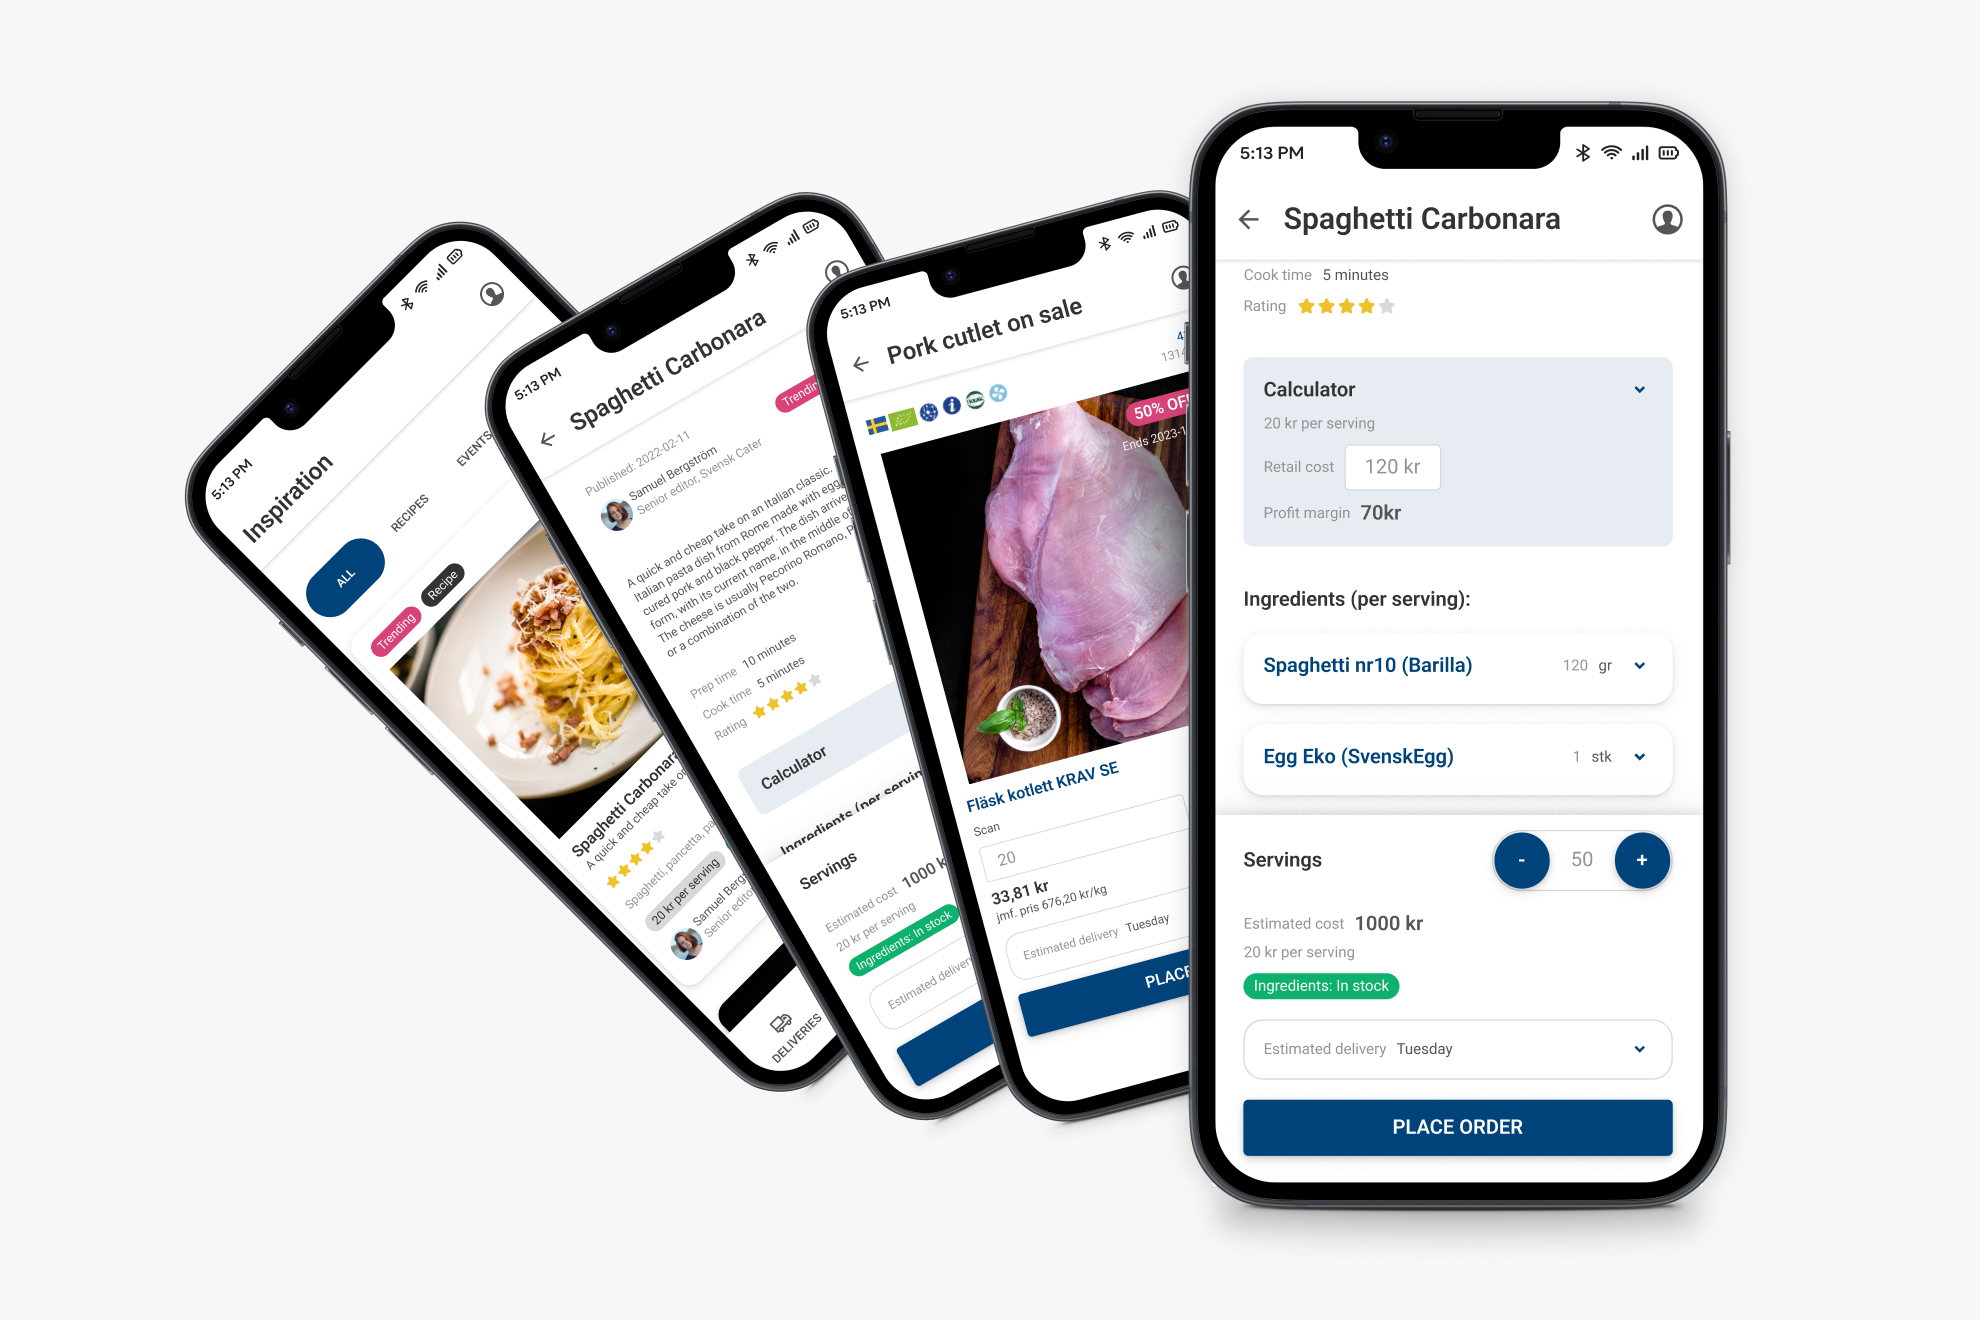 5:13 PM
Inspiration
ALL
RECIPES
EVENTS
Trending
Recipe
Spaghetti Carbonara
A quick and cheap take
Spaghetti, pancetta,
20 kr per serving
Samuel
Senior
DELIVERIES
5:13 PM
Spaghetti Carbonara
Trending
Published: 2022-02-11
Samuel Bergström
Senior editor, Svensk Cater
A quick and cheap take on an Italian classic.
Italian pasta dish from Rome made with egg
cured pork and black pepper. The dish arrive
form, with its current name, in the middle of
The cheese is usually Pecorino Romano,
or a combination of the two.
Prep time 10 minutes
Cook time 5 minutes
Rating
Calculator
Ingredients (per serving
Servings
Estimated cost 1000 k
20 kr per serving
Ingredients: In stock
Estimated delivery
5:13 PM
Pork cutlet on sale
1314
50% OFF
Ends 2023-1
Fläsk kotlett KRAV SE
Scan
20
33,81 kr
jmf. pris 676,20 kr/kg
Estimated delivery Tuesday
PLACE
5:13 PM
Spaghetti Carbonara
Cook time 5 minutes
Rating
Calculator
20 kr per serving
Retail cost 120 kr
Profit margin 70kr
Ingredients (per serving):
Spaghetti nr10 (Barilla) 120 gr
Egg Eko (SvenskEgg) 1 stk
Servings - 50 +
Estimated cost 1000 kr
20 kr per serving
Ingredients: In stock
Estimated delivery Tuesday
PLACE ORDER